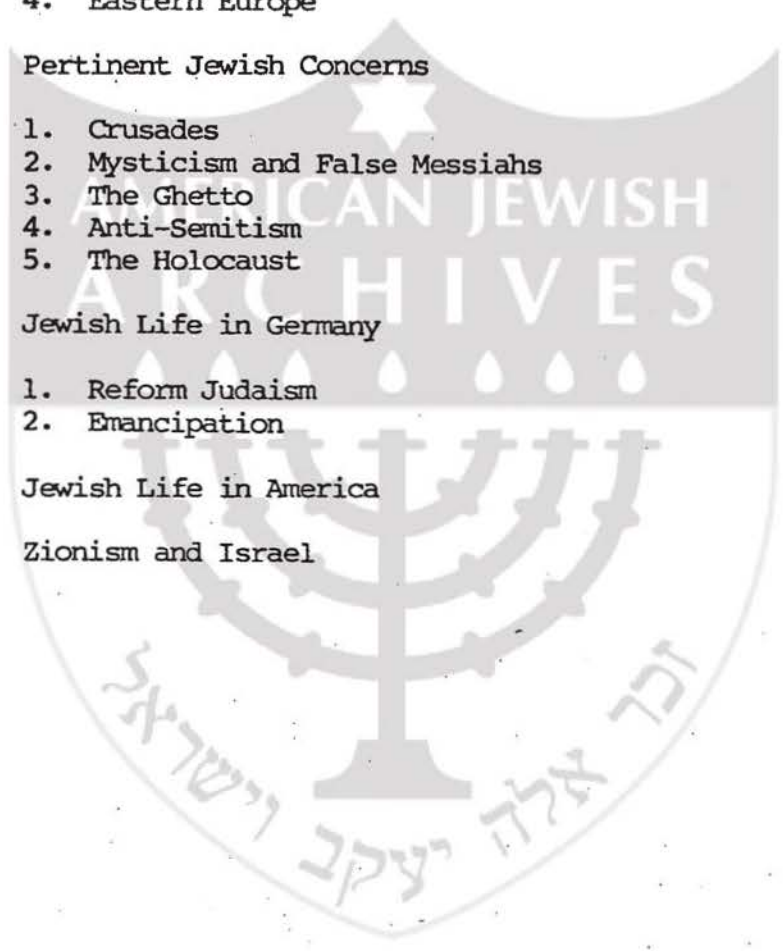 4. Eastern Europe
Pertinent Jewish Concerns
1. Crusades
2. Mysticism and False Messiahs
3. The Ghetto
4. Anti-Semitism
5. The Holocaust
Jewish Life in Germany
1. Reform Judaism
2. Emancipation
Jewish Life in America
Zionism and Israel
AMERICAN JEWISH
ARCHIVES
זכר אלה יעקב וישראל